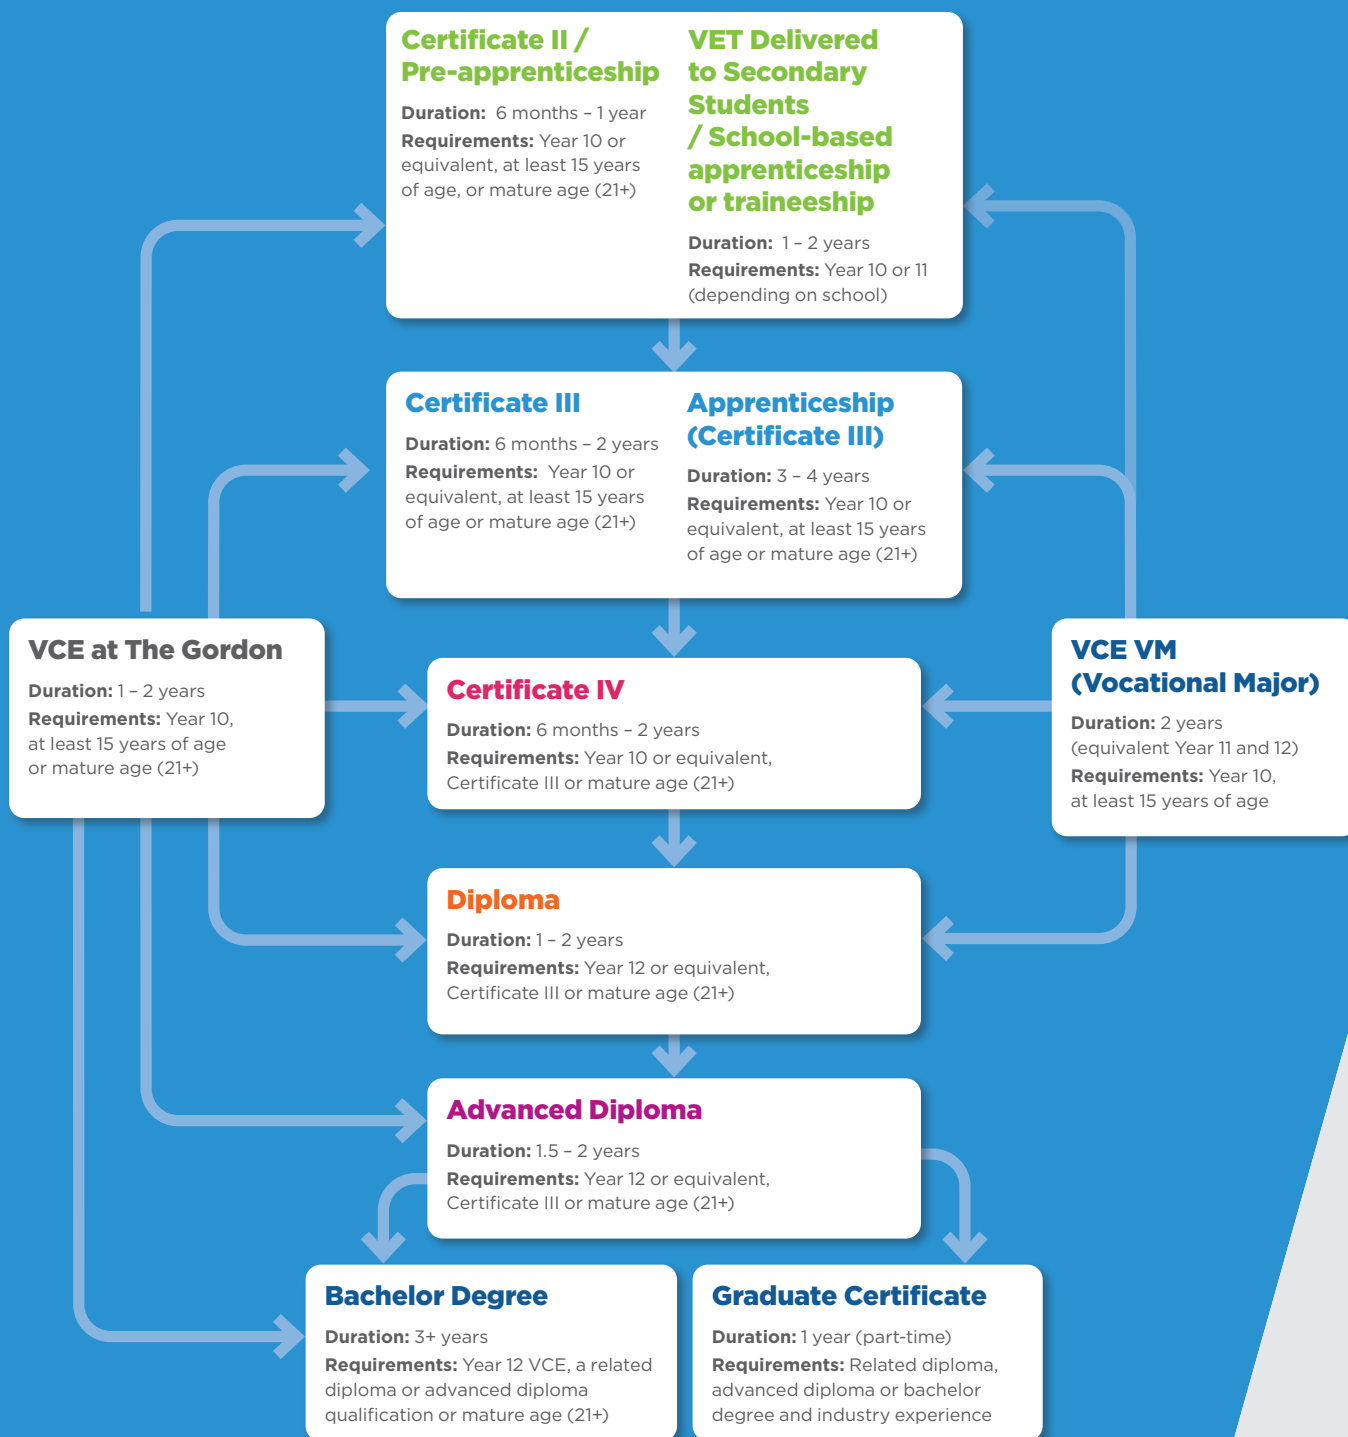 Certificate II /
Pre-apprenticeship
Duration: 6 months – 1 year
Requirements: Year 10 or
equivalent, at least 15 years
of age, or mature age (21+)
VET Delivered
to Secondary
Students
/ School-based
apprenticeship
or traineeship
Duration: 1 – 2 years
Requirements: Year 10 or 11
(depending on school)
Certificate III
Duration: 6 months – 2 years
Requirements: Year 10 or
equivalent, at least 15 years
of age or mature age (21+)
Apprenticeship
(Certificate III)
Duration: 3 – 4 years
Requirements: Year 10 or
equivalent, at least 15 years
of age or mature age (21+)
VCE at The Gordon
Duration: 1 – 2 years
Requirements: Year 10,
at least 15 years of age
or mature age (21+)
Certificate IV
Duration: 6 months – 2 years
Requirements: Year 10 or equivalent,
Certificate III or mature age (21+)
VCE VM
(Vocational Major)
Duration: 2 years
(equivalent Year 11 and 12)
Requirements: Year 10,
at least 15 years of age
Diploma
Duration: 1 – 2 years
Requirements: Year 12 or equivalent,
Certificate III or mature age (21+)
Advanced Diploma
Duration: 1.5 – 2 years
Requirements: Year 12 or equivalent,
Certificate III or mature age (21+)
Bachelor Degree
Duration: 3+ years
Requirements: Year 12 VCE, a related
diploma or advanced diploma
qualification or mature age (21+)
Graduate Certificate
Duration: 1 year (part-time)
Requirements: Related diploma,
advanced diploma or bachelor
degree and industry experience